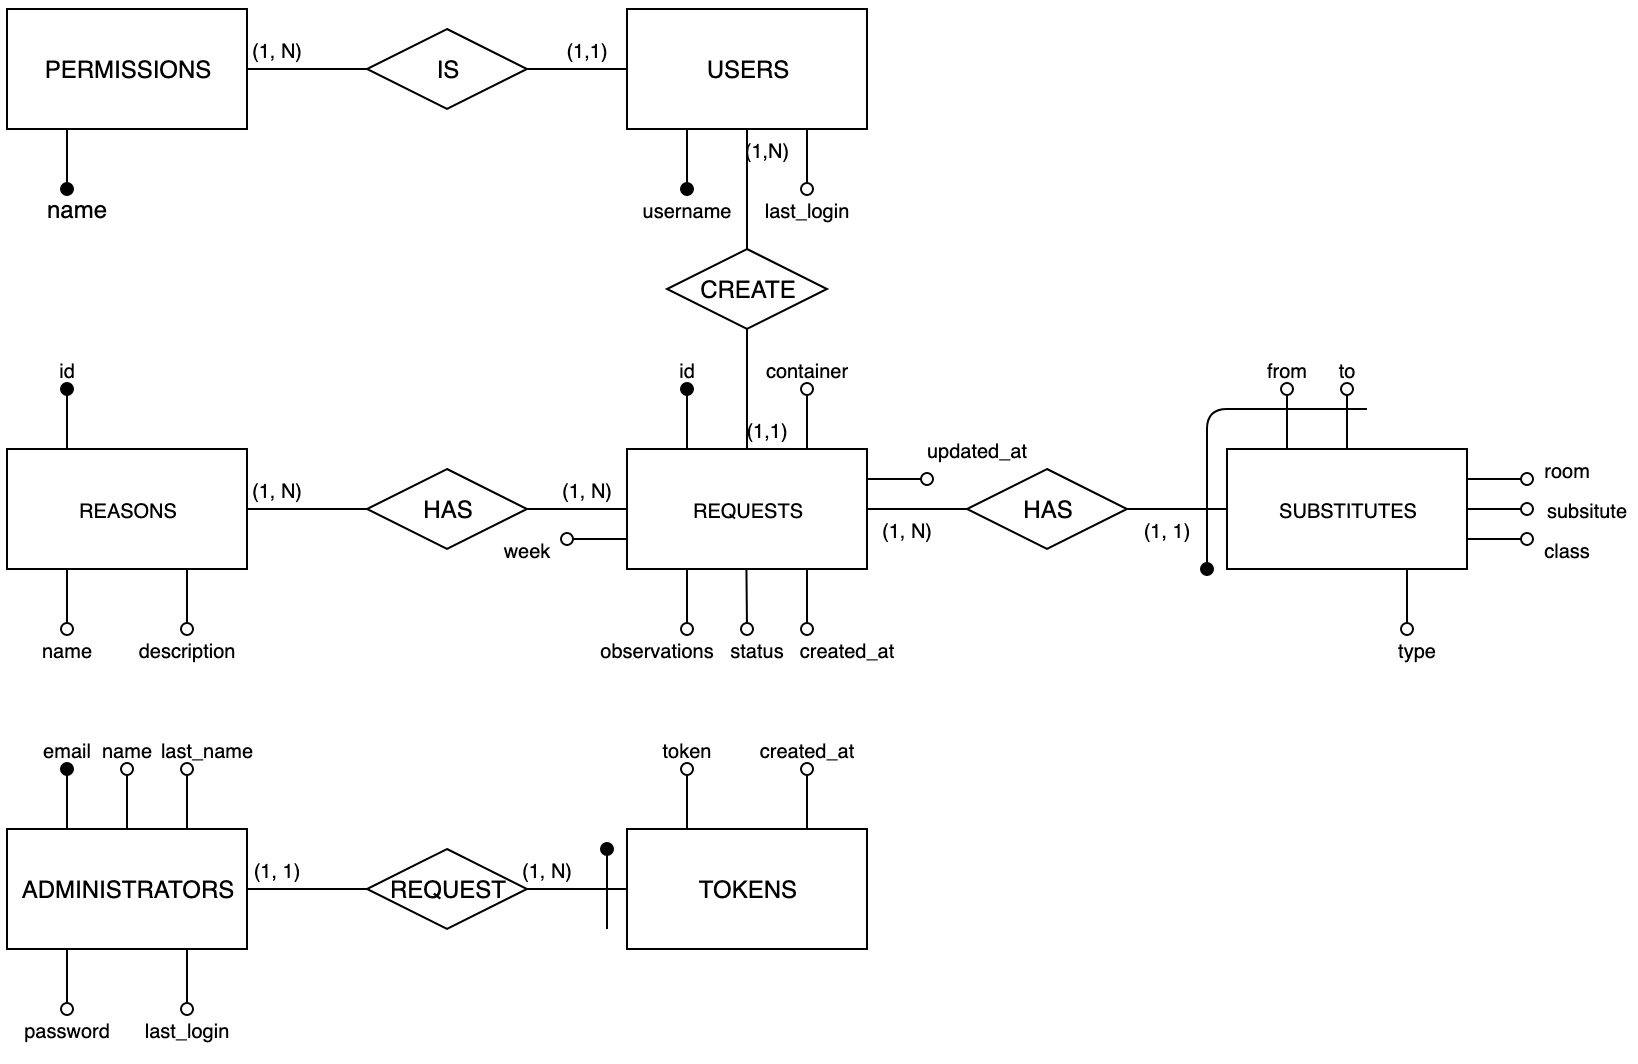 PERMISSIONS
(1, N)
IS
(1,1)
USERS
name
username
(1,N)
last_login
CREATE
id
id
container
from
to
(1,1)
updated_at
REASONS
(1, N)
HAS
(1, N)
week
REQUESTS
(1, N)
HAS
(1, 1)
SUBSTITUTES
room
subsitute
class
name
description
observations
status
created_at
type
email
name
last_name
token
created_at
ADMINISTRATORS
(1, 1)
REQUEST
(1, N)
TOKENS
password
last_login